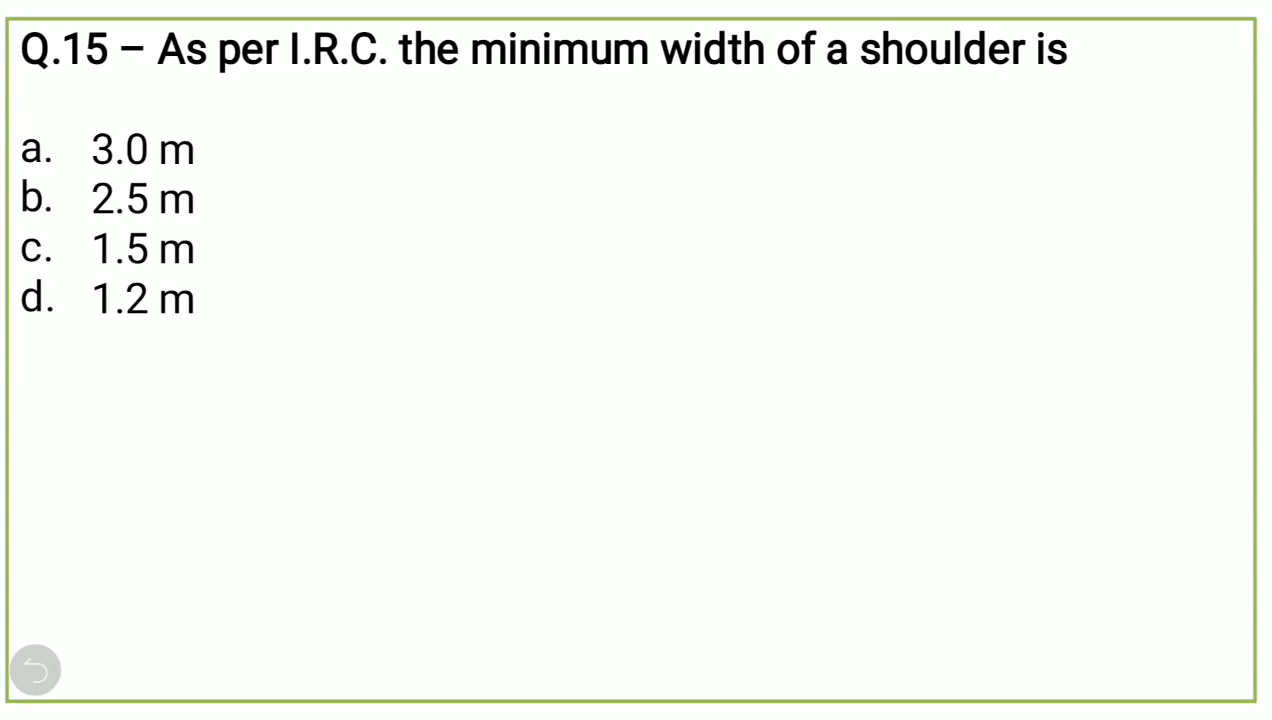 Q.15 – As per I.R.C. the minimum width of a shoulder is
a. 3.0 m
b. 2.5 m
c. 1.5 m
d. 1.2 m